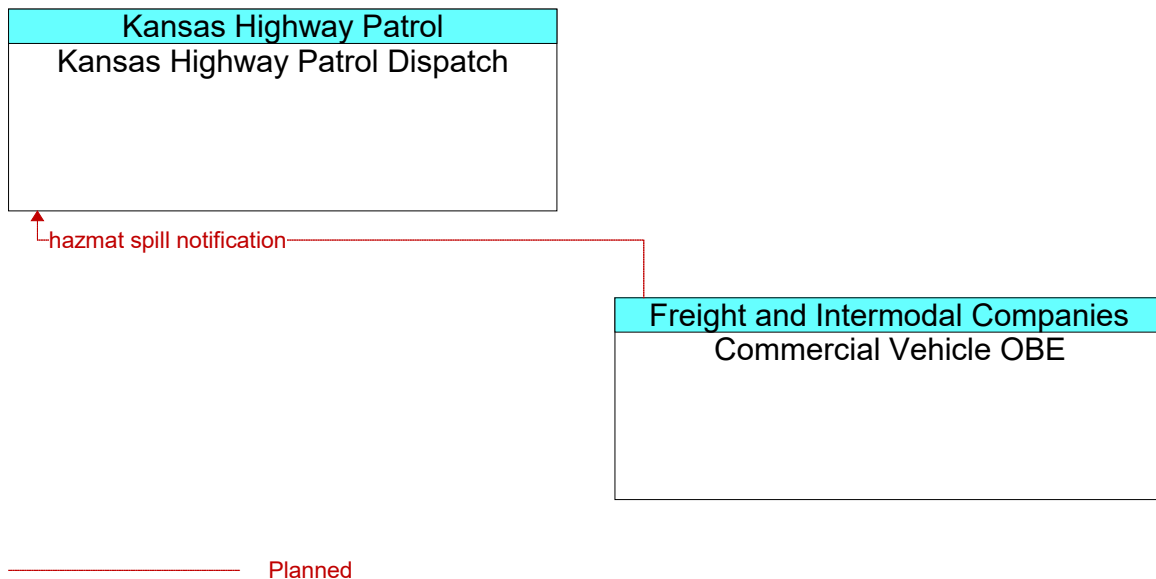 Kansas Highway Patrol
Kansas Highway Patrol Dispatch
hazmat spill notification
Freight and Intermodal Companies
Commercial Vehicle OBE
Planned